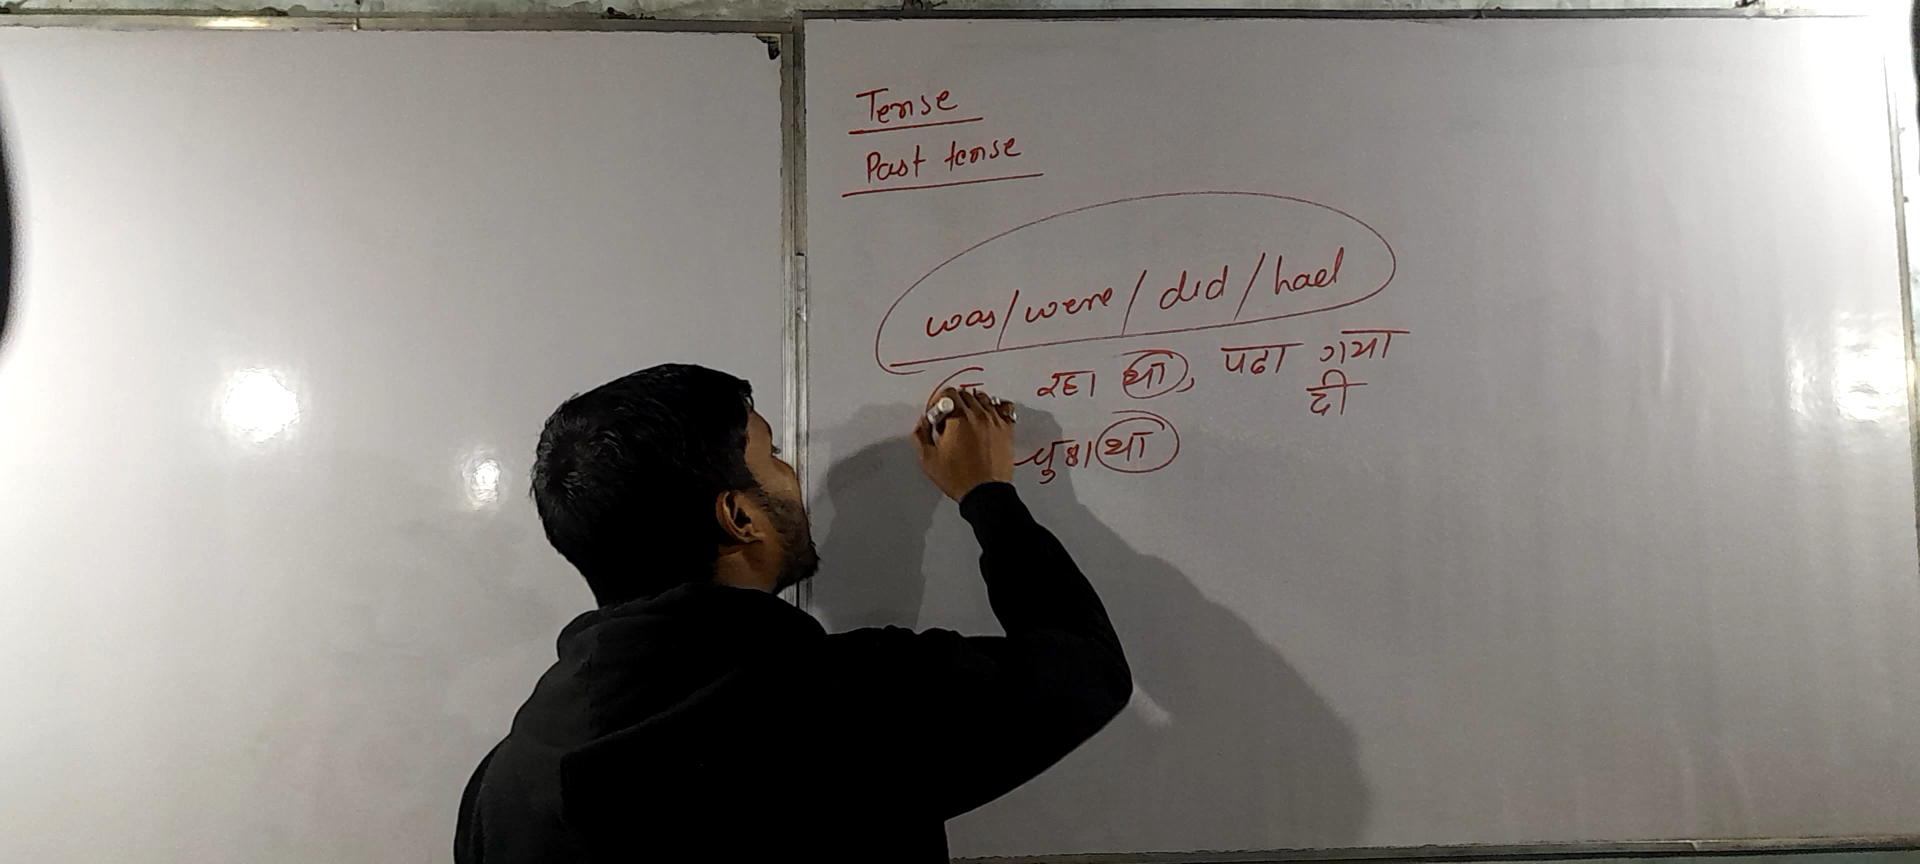 Tense
Past tense
was/were/did/had
रहा था, पढा गया
दी
चुका था